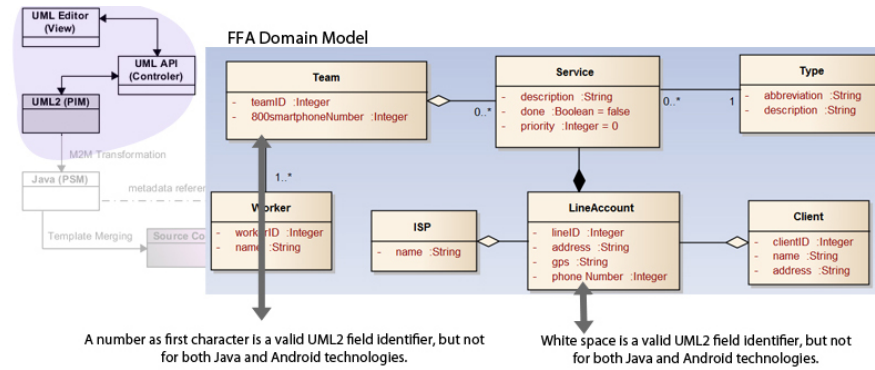 UML Editor
(View)
UML API
(Controler)
UML2 (PIM)
M2M Transformation
Java (PSM)
metadata refere
Template Merging
Source Co
FFA Domain Model
Team
- teamID :Integer
- 800smartphoneNumber :Integer
0..*
Service
- description :String
- done :Boolean = false
- priority :Integer = 0
0..*
1
Type
- abbreviation :String
- description :String
1..*
Worker
- workerID :Integer
- name :String
ISP
- name :String
LineAccount
- lineID :Integer
- address :String
- gps :String
- phone Number :Integer
Client
- clientID :Integer
- name :String
- address :String
A number as first character is a valid UML2 field identifier, but not
for both Java and Android technologies.
White space is a valid UML2 field identifier, but not
for both Java and Android technologies.